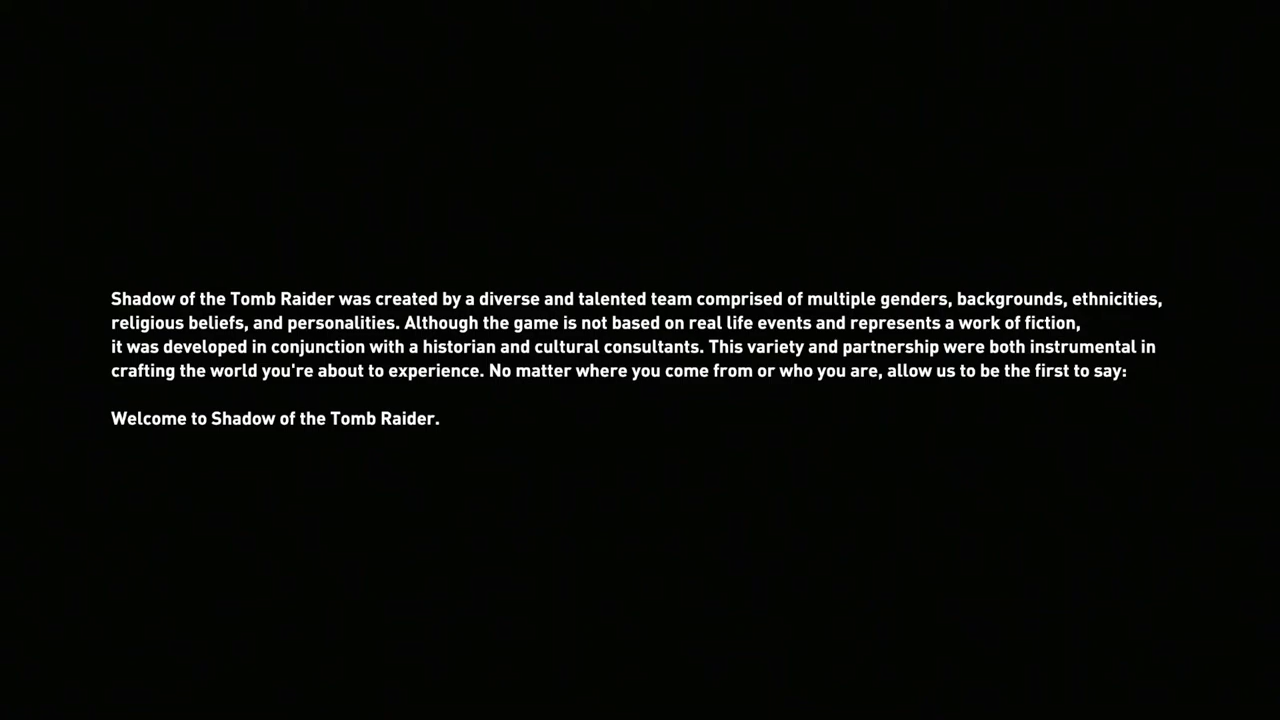 Shadow of the Tomb Raider was created by a diverse and talented team comprised of multiple genders, backgrounds, ethnicities,
religious beliefs, and personalities. Although the game is not based on real life events and represents a work of fiction,
it was developed in conjunction with a historian and cultural consultants. This variety and partnership were both instrumental in
crafting the world you're about to experience. No matter where you come from or who you are, allow us to be the first to say:
Welcome to Shadow of the Tomb Raider.